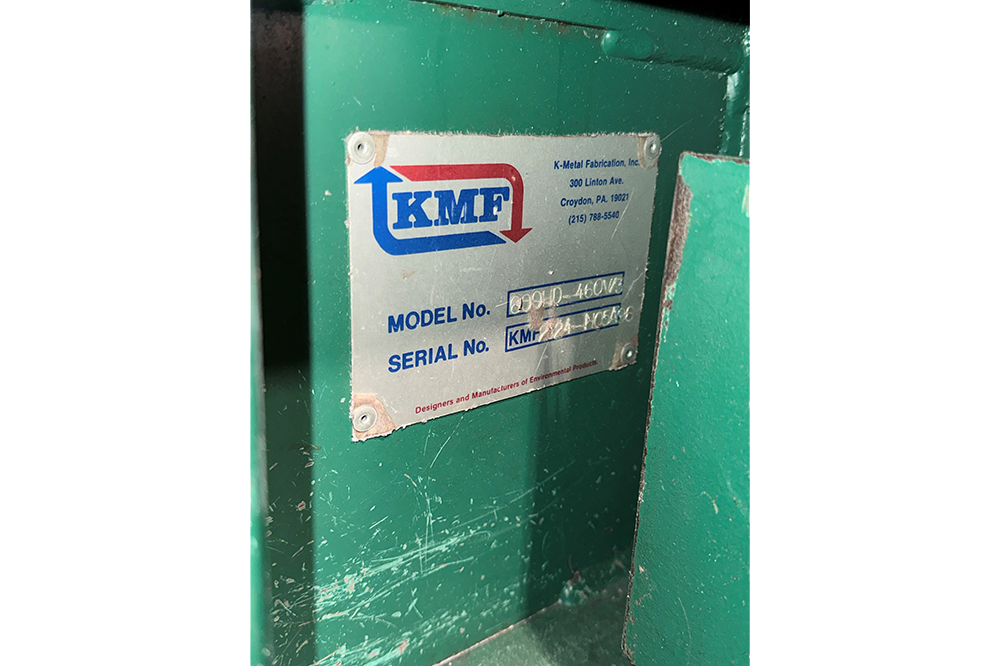 KMF
K-Metal Fabrication, Inc.
300 Linton Ave.
Croydon, PA. 19021
(215) 788-5540
MODEL No.
SERIAL No. KMF
Designers and Manufacturers of Environmental Products.